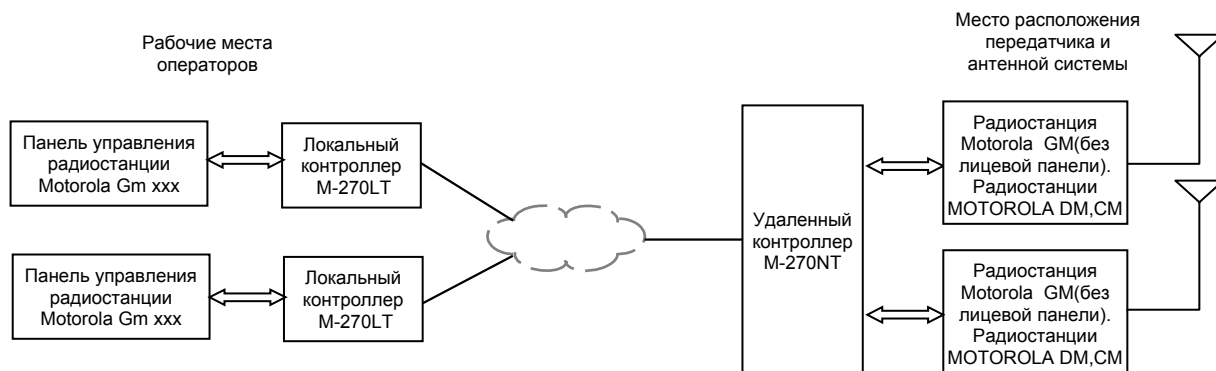 Рабочие места
операторов
Место расположения
передатчика и
антенной системы
Панель управления
радиостанции
Motorola Gm xxx
Локальный
контроллер
M-270LT
Панель управления
радиостанции
Motorola Gm xxx
Локальный
контроллер
M-270LT
Удаленный
контроллер
M-270NT
Радиостанция
Motorola GM(без
лицевой панели).
Радиостанции
MOTOROLA DM,CM
Радиостанция
Motorola GM(без
лицевой панели).
Радиостанции
MOTOROLA DM,CM